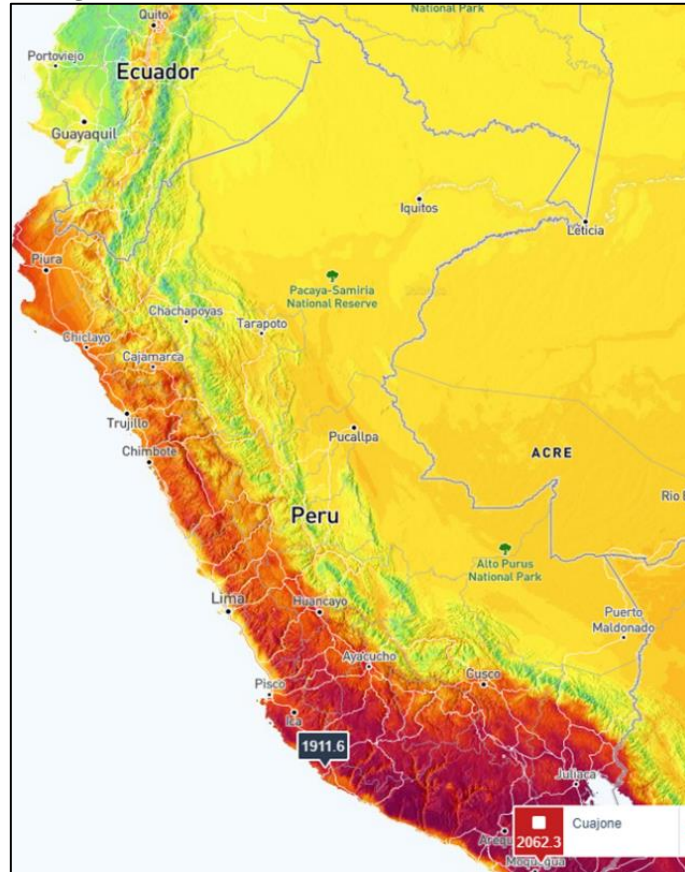 National Park
Quito
Portoviejo
Ecuador
Guayaquil
Iquitos
Leticia
Piura
Pacaya-Samiria
National Reserve
Chachapoyas
Tarapoto
Chiclayo
Cajamarca
Trujillo
Pucallpa
Chimbote
ACRE
Rio
Peru
Alto Purus
National Park
Lima
Huancayo
Puerto
Maldonado
Ayacucho
Cusco
Pisco
Ica
1911.6
Juliaca
Cuajone
2062.3